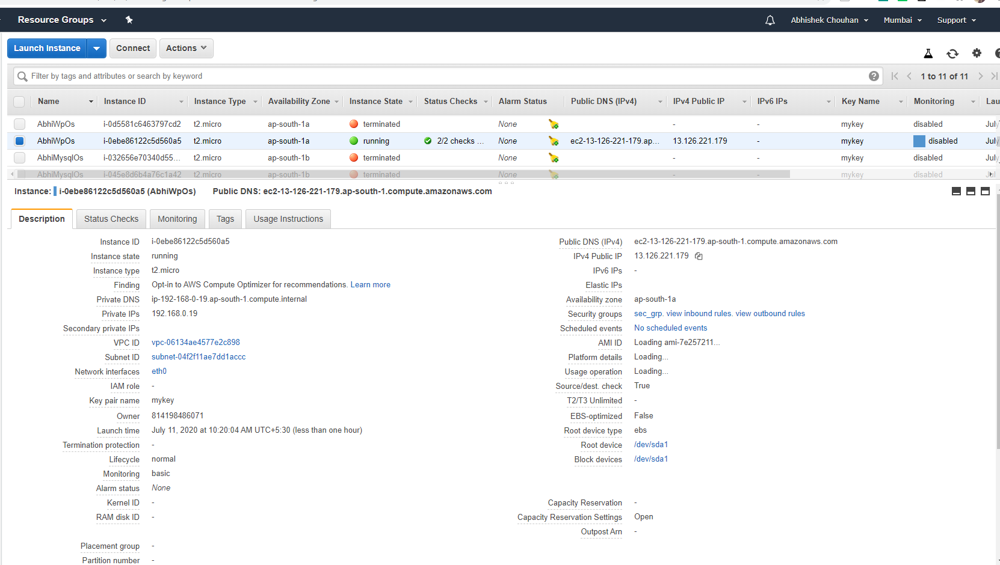 Resource Groups
Abhishek Chouhan
Mumbai
Support
Launch Instance
Connect
Actions
Filter by tags and attributes or search by keyword
1 to 11 of 11
Name Instance ID Instance Type Availability Zone Instance State Status Checks Alarm Status Public DNS (IPv4) IPv4 Public IP IPv6 IPs Key Name Monitoring Lau
AbhiWpOs i-0d5581c6463797cd2 t2.micro ap-south-1a terminated None - - mykey disabled July
AbhiWpOs i-0ebe86122c5d560a5 t2.micro ap-south-1a running 2/2 checks ... None ec2-13-126-221-179.ap... 13.126.221.179 - mykey disabled July
AbhiMysqlOs i-032656e70340d55... t2.micro ap-south-1b terminated None - - mykey disabled July
AbhiMysqlOs i-045e8d6b4a76c1a42 t2.micro ap-south-1b terminated None - - mykey disabled Jul
Instance: i-0ebe86122c5d560a5 (AbhiWpOs) Public DNS: ec2-13-126-221-179.ap-south-1.compute.amazonaws.com
Description Status Checks Monitoring Tags Usage Instructions
Instance ID i-0ebe86122c5d560a5
Instance state running
Instance type t2.micro
Finding Opt-in to AWS Compute Optimizer for recommendations. Learn more
Private DNS ip-192-168-0-19.ap-south-1.compute.internal
Private IPs 192.168.0.19
Secondary private IPs
VPC ID vpc-06134ae4577e2c898
Subnet ID subnet-04f2f11ae7dd1accc
Network interfaces eth0
IAM role -
Key pair name mykey
Owner 814198486071
Launch time July 11, 2020 at 10:20:04 AM UTC+5:30 (less than one hour)
Termination protection -
Lifecycle normal
Monitoring basic
Alarm status None
Kernel ID -
RAM disk ID -
Placement group -
Partition number -
Public DNS (IPv4) ec2-13-126-221-179.ap-south-1.compute.amazonaws.com
IPv4 Public IP 13.126.221.179
IPv6 IPs -
Elastic IPs
Availability zone ap-south-1a
Security groups sec_grp. view inbound rules. view outbound rules
Scheduled events No scheduled events
AMI ID Loading ami-7e257211...
Platform details Loading...
Usage operation Loading...
Source/dest. check True
T2/T3 Unlimited -
EBS-optimized False
Root device type ebs
Root device /dev/sda1
Block devices /dev/sda1
Capacity Reservation -
Capacity Reservation Settings Open
Outpost Arn -